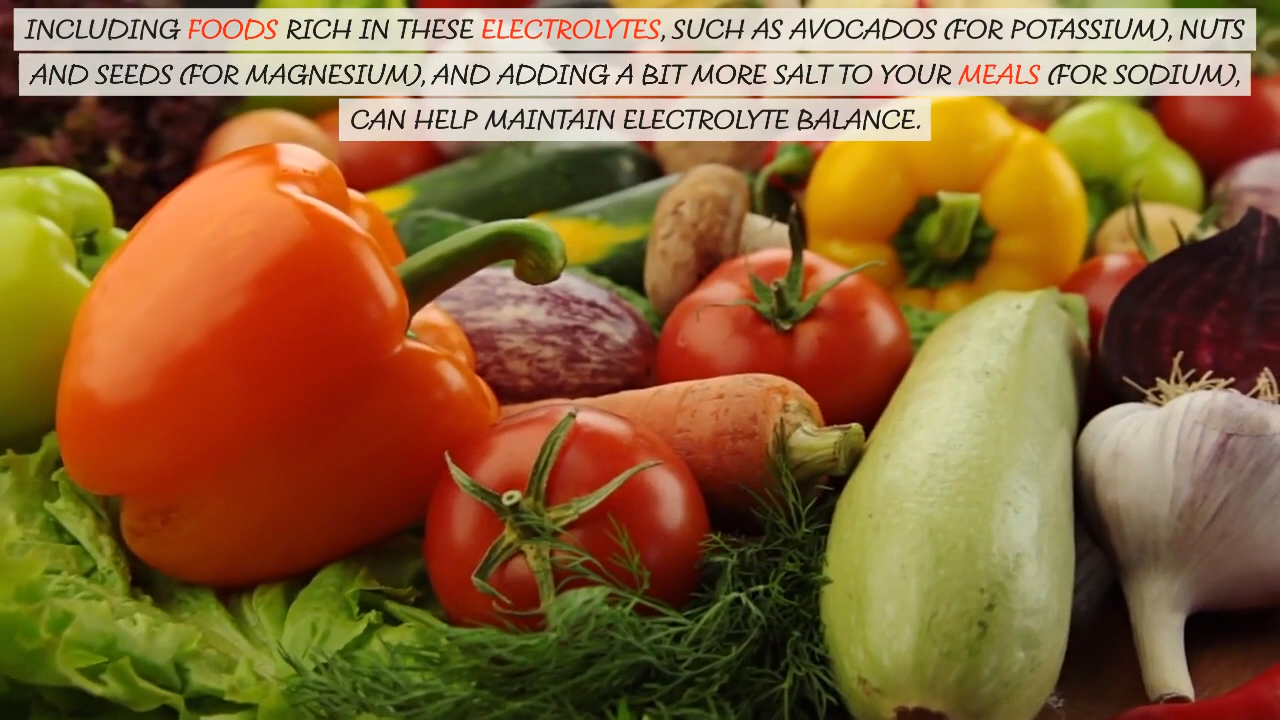 INCLUDING FOODS RICH IN THESE ELECTROLYTES, SUCH AS AVOCADOS (FOR POTASSIUM), NUTS
AND SEEDS (FOR MAGNESIUM), AND ADDING A BIT MORE SALT TO YOUR MEALS (FOR SODIUM),
CAN HELP MAINTAIN ELECTROLYTE BALANCE.